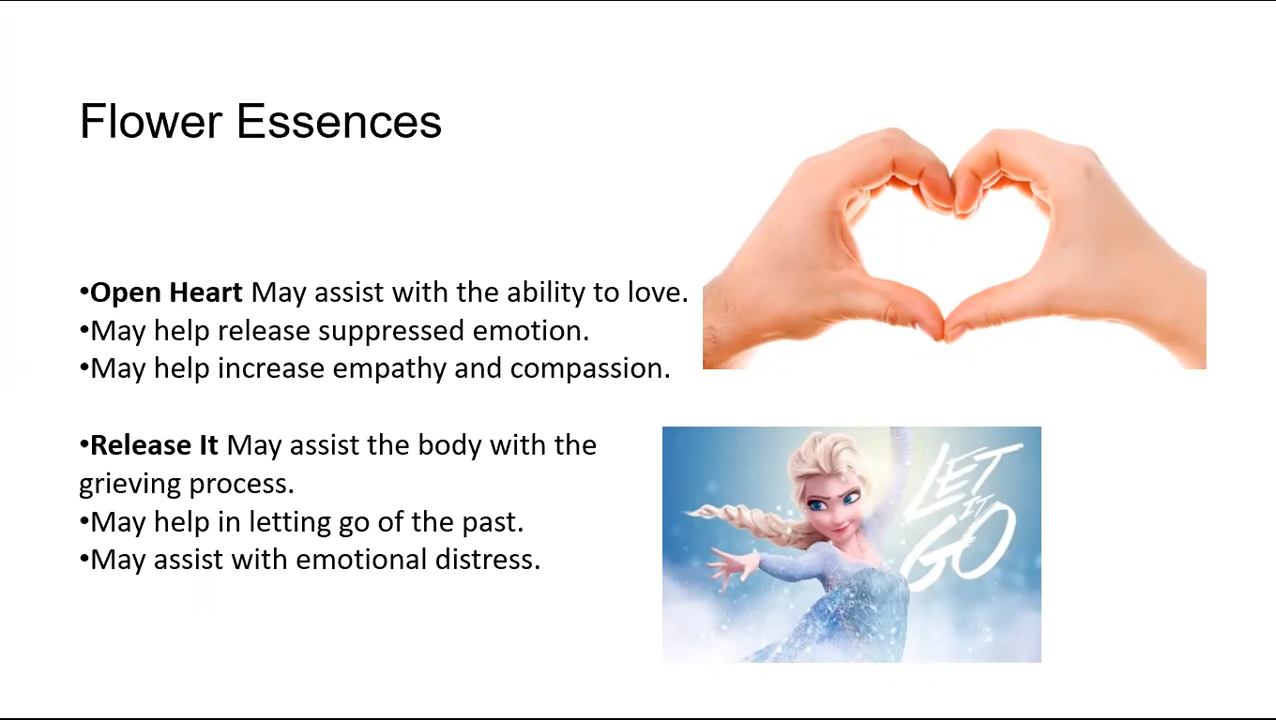 Flower Essences
•Open Heart May assist with the ability to love.
•May help release suppressed emotion.
•May help increase empathy and compassion.
•Release It May assist the body with the
grieving process.
•May help in letting go of the past.
•May assist with emotional distress.
LET
IT
GO